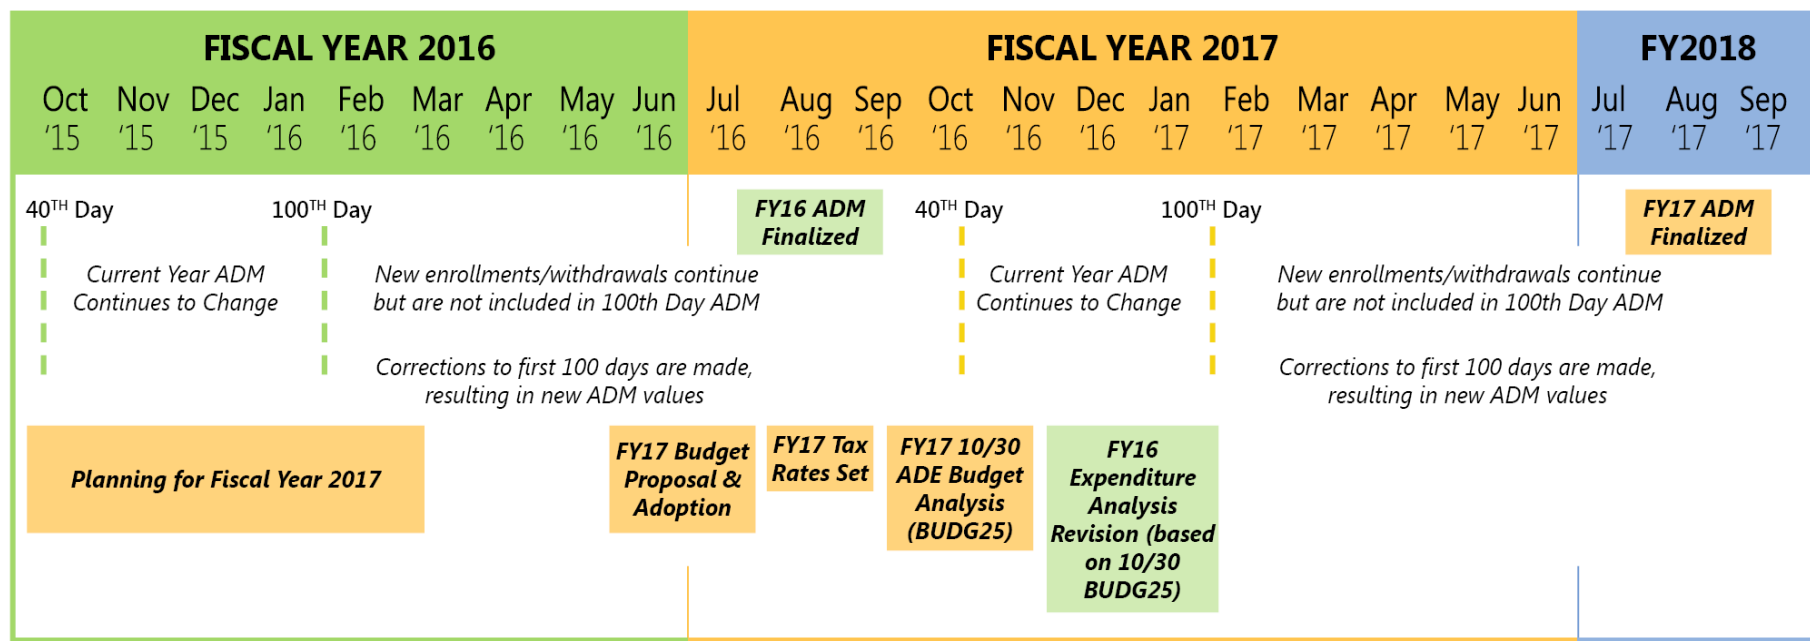 FISCAL YEAR 2016
FISCAL YEAR 2017
FY2018
Oct Nov Dec Jan Feb Mar Apr May Jun Jul Aug Sep Oct Nov Dec Jan Feb Mar Apr May Jun Jul Aug Sep
‘15 ‘15 ‘15 ‘16 ‘16 ‘16 ‘16 ‘16 ‘16 ‘16 ‘16 ‘16 ‘16 ‘16 ‘16 ‘17 ‘17 ‘17 ‘17 ‘17 ‘17 ‘17 ‘17 ‘17
40TH Day
100TH Day
FY16 ADM
Finalized
40TH Day
100TH Day
FY17 ADM
Finalized
Current Year ADM
Continues to Change
New enrollments/withdrawals continue
but are not included in 100th Day ADM
Current Year ADM
Continues to Change
New enrollments/withdrawals continue
but are not included in 100th Day ADM
Corrections to first 100 days are made,
resulting in new ADM values
Corrections to first 100 days are made,
resulting in new ADM values
Planning for Fiscal Year 2017
FY17 Budget
Proposal &
Adoption
FY17 Tax
Rates Set
FY17 10/30
ADE Budget
Analysis
(BUDG25)
FY16
Expenditure
Analysis
Revision (based
on 10/30
BUDG25)